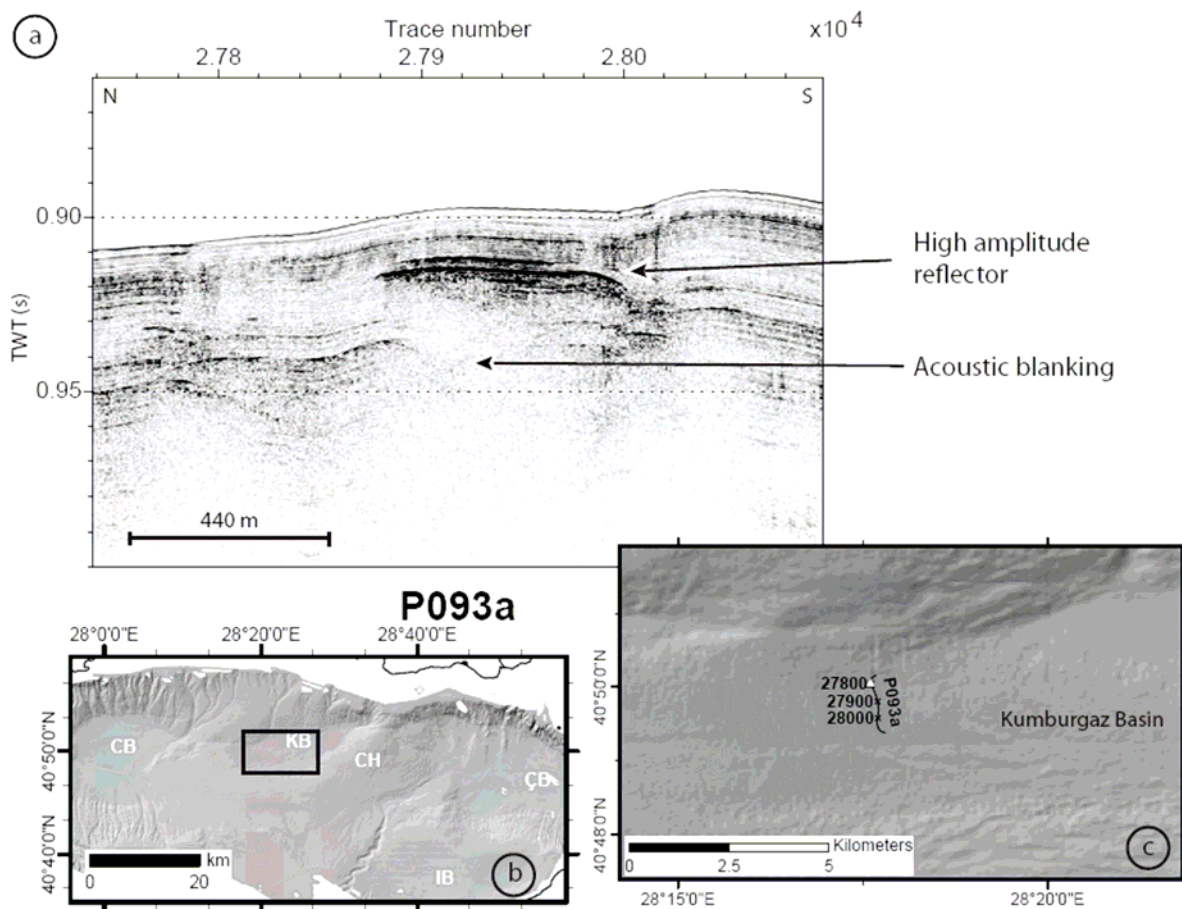 a
Trace number
x10⁴
2.78 2.79 2.80
N S
0.90
0.95
TWT (s)
High amplitude
reflector
Acoustic blanking
440 m
P093a
28°0'0"E 28°20'0"E 28°40'0"E
40°50'0"N
40°40'0"N
CB
KB
CH
ÇB
IB
km
0 20
b
40°50'0"N
40°48'0"N
27800
27900
28000
P093a
Kumburgaz Basin
Kilometers
0 2.5 5
c
28°15'0"E 28°20'0"E